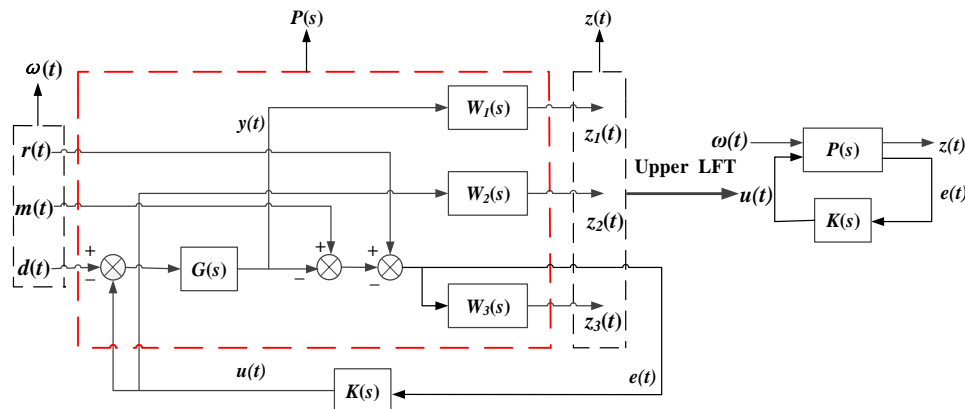 P(s)
z(t)
ω(t)
W₁(s)
y(t)
z₁(t)
r(t)
ω(t)
P(s)
z(t)
Upper LFT
W₂(s)
m(t)
z₂(t)
u(t)
e(t)
K(s)
+
+
+
d(t)
−
G(s)
−
−
W₃(s)
z₃(t)
u(t)
K(s)
e(t)